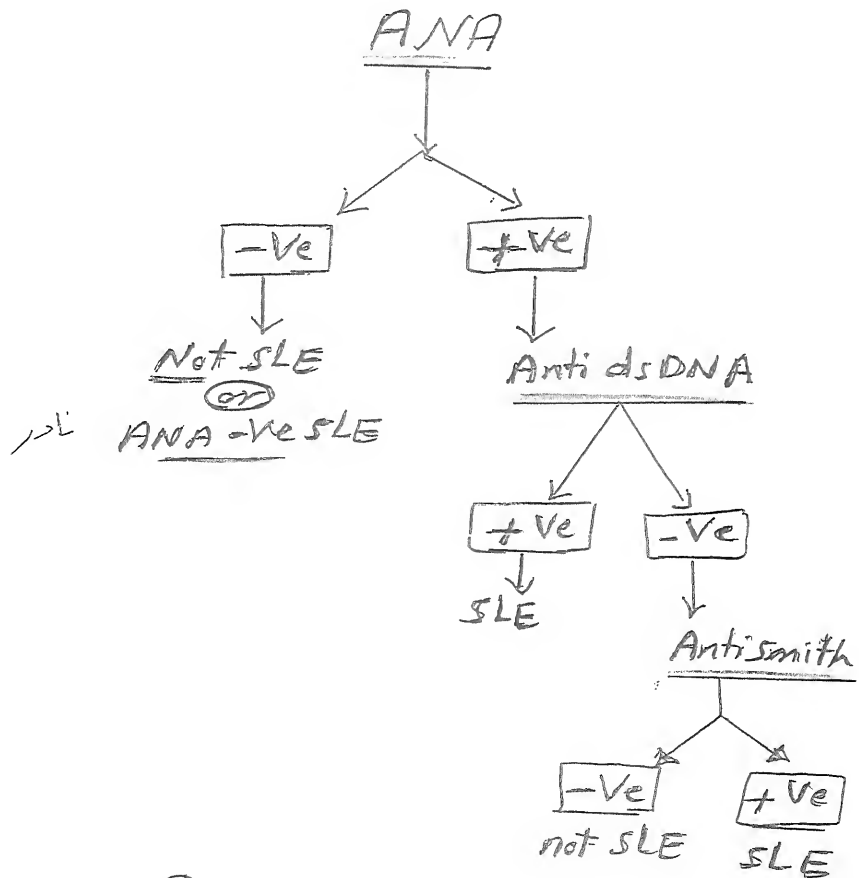 ANA
-Ve
+Ve
Not SLE
or
نادر ANA -Ve SLE
Anti dsDNA
+Ve
-Ve
SLE
Antismith
-Ve
+Ve
not SLE
SLE